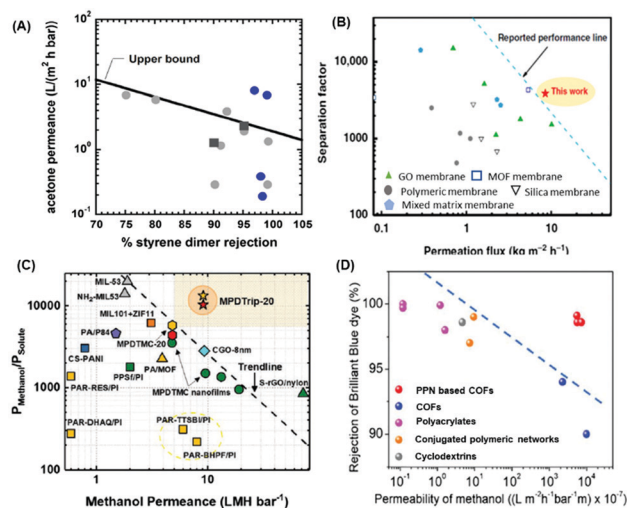 (A)
acetone permeance (L/(m² h bar))
10²
10¹
10⁰
10⁻¹
Upper bound
70 75 80 85 90 95 100 105
% styrene dimer rejection
(B)
Separation factor
10,000
1000
100
Reported performance line
This work
GO membrane MOF membrane
Polymeric membrane Silica membrane
Mixed matrix membrane
0.1 1 10
Permeation flux (kg m⁻² h⁻¹)
(C)
P_Methanol/P_Solute
10000
1000
100
MIL-53
NH₂-MIL53
MPDTrip-20
MIL101+ZIF11
PA/P84
MPDTMC-20
CS-PANI
CGO-8nm
PA/MOF
PPSf/PI
Trendline
PAR-RES/PI
MPDTMC nanofilms
S-rGO/nylon
PAR-TTSBI/PI
PAR-DHAQ/PI
PAR-BHPF/PI
1 10
Methanol Permeance (LMH bar⁻¹)
(D)
Rejection of Brilliant Blue dye (%)
100
95
90
PPN based COFs
COFs
Polyacrylates
Conjugated polymeric networks
Cyclodextrins
10⁻¹ 10⁰ 10¹ 10² 10³ 10⁴
Permeability of methanol ((L m⁻²h⁻¹bar⁻¹m) x 10⁻⁷)